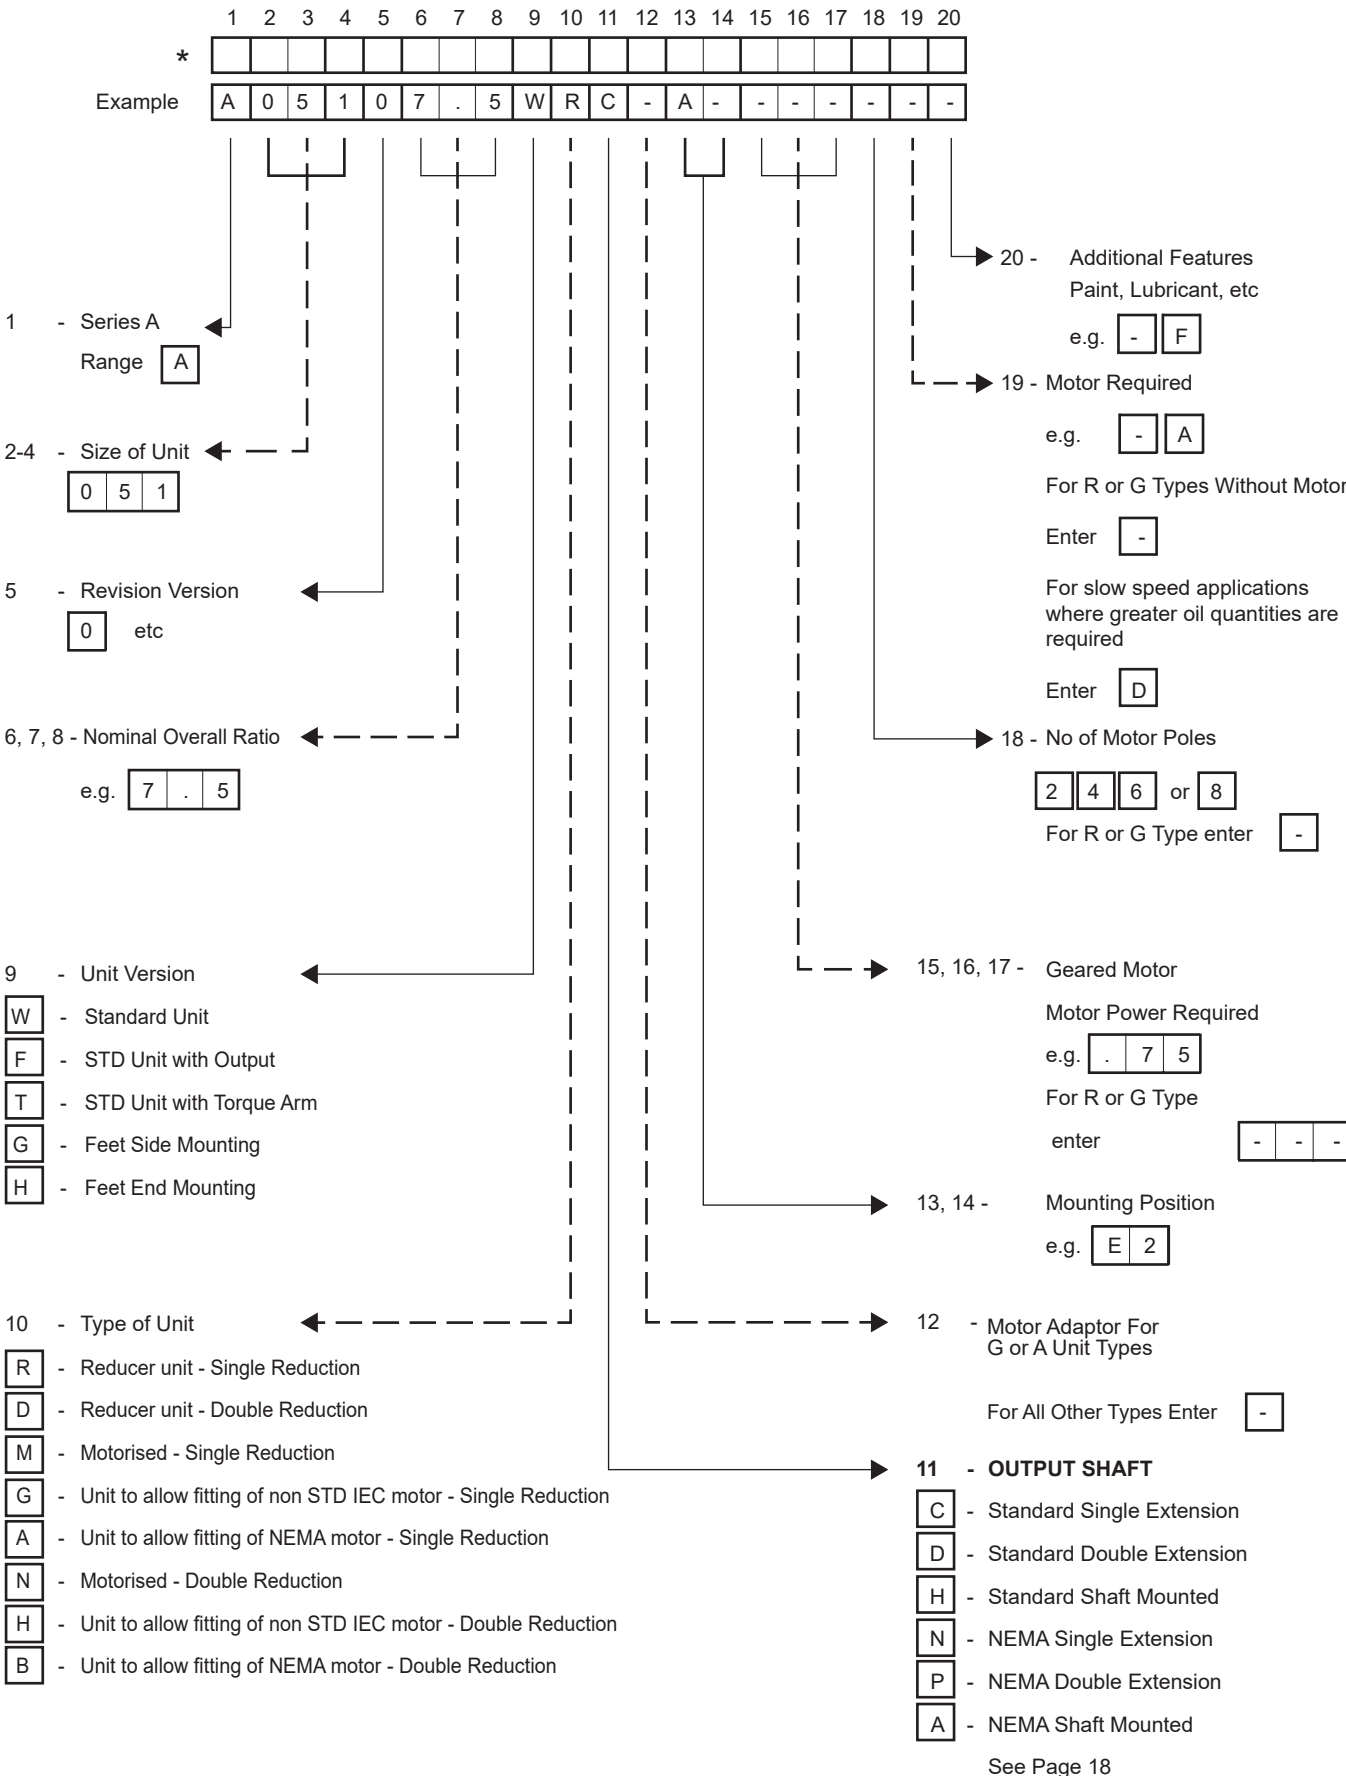 1 2 3 4 5 6 7 8 9 10 11 12 13 14 15 16 17 18 19 20
*
Example A 0 5 1 0 7 . 5 W R C - A - - - - - - -
1 - Series A
Range A
2-4 - Size of Unit
0 5 1
5 - Revision Version
0 etc
6, 7, 8 - Nominal Overall Ratio
e.g. 7 . 5
9 - Unit Version
W - Standard Unit
F - STD Unit with Output
T - STD Unit with Torque Arm
G - Feet Side Mounting
H - Feet End Mounting
10 - Type of Unit
R - Reducer unit - Single Reduction
D - Reducer unit - Double Reduction
M - Motorised - Single Reduction
G - Unit to allow fitting of non STD IEC motor - Single Reduction
A - Unit to allow fitting of NEMA motor - Single Reduction
N - Motorised - Double Reduction
H - Unit to allow fitting of non STD IEC motor - Double Reduction
B - Unit to allow fitting of NEMA motor - Double Reduction
20 - Additional Features
Paint, Lubricant, etc
e.g. - F
19 - Motor Required
e.g. - A
For R or G Types Without Motor
Enter -
For slow speed applications
where greater oil quantities are
required
Enter D
18 - No of Motor Poles
2 4 6 or 8
For R or G Type enter -
15, 16, 17 - Geared Motor
Motor Power Required
e.g. . 7 5
For R or G Type
enter - - -
13, 14 - Mounting Position
e.g. E 2
12 - Motor Adaptor For
G or A Unit Types
For All Other Types Enter -
11 - OUTPUT SHAFT
C - Standard Single Extension
D - Standard Double Extension
H - Standard Shaft Mounted
N - NEMA Single Extension
P - NEMA Double Extension
A - NEMA Shaft Mounted
See Page 18